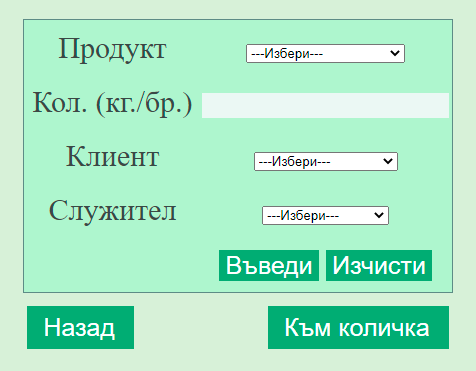 Продукт ---Избери---
Кол. (кг./бр.)
Клиент ---Избери---
Служител ---Избери---
Въведи Изчисти
Назад Към количка